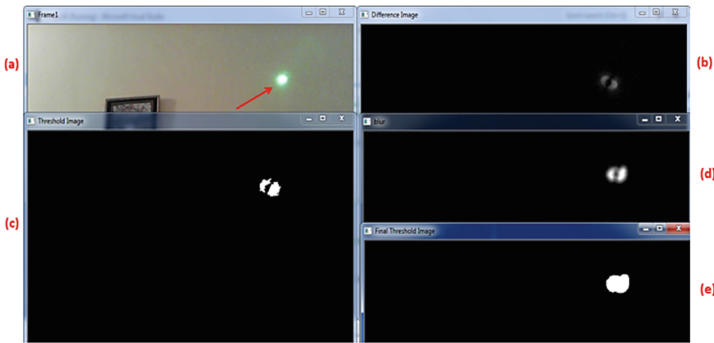 Frame1
Difference Image
(a)
(b)
Threshold Image
blur
(c)
(d)
Final Threshold Image
(e)